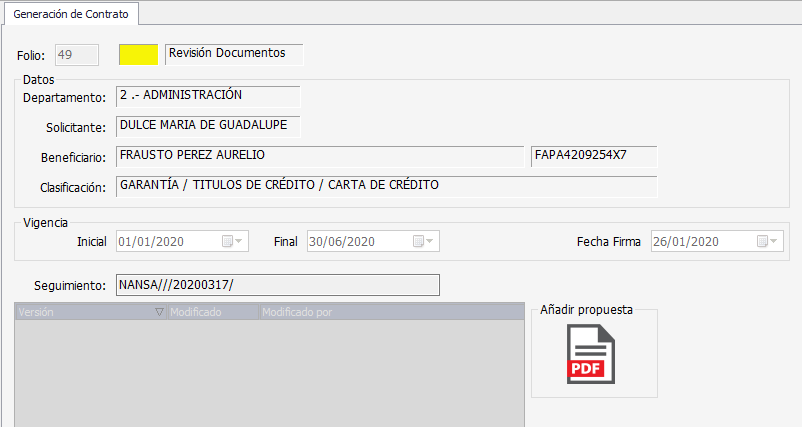 Generación de Contrato
Folio: 49 Revisión Documentos
Datos
Departamento: 2 .- ADMINISTRACIÓN
Solicitante: DULCE MARIA DE GUADALUPE
Beneficiario: FRAUSTO PEREZ AURELIO FAPA4209254X7
Clasificación: GARANTÍA / TITULOS DE CRÉDITO / CARTA DE CRÉDITO
Vigencia
Inicial 01/01/2020 Final 30/06/2020 Fecha Firma 26/01/2020
Seguimiento: NANSA///20200317/
Versión Modificado Modificado por
Añadir propuesta
PDF